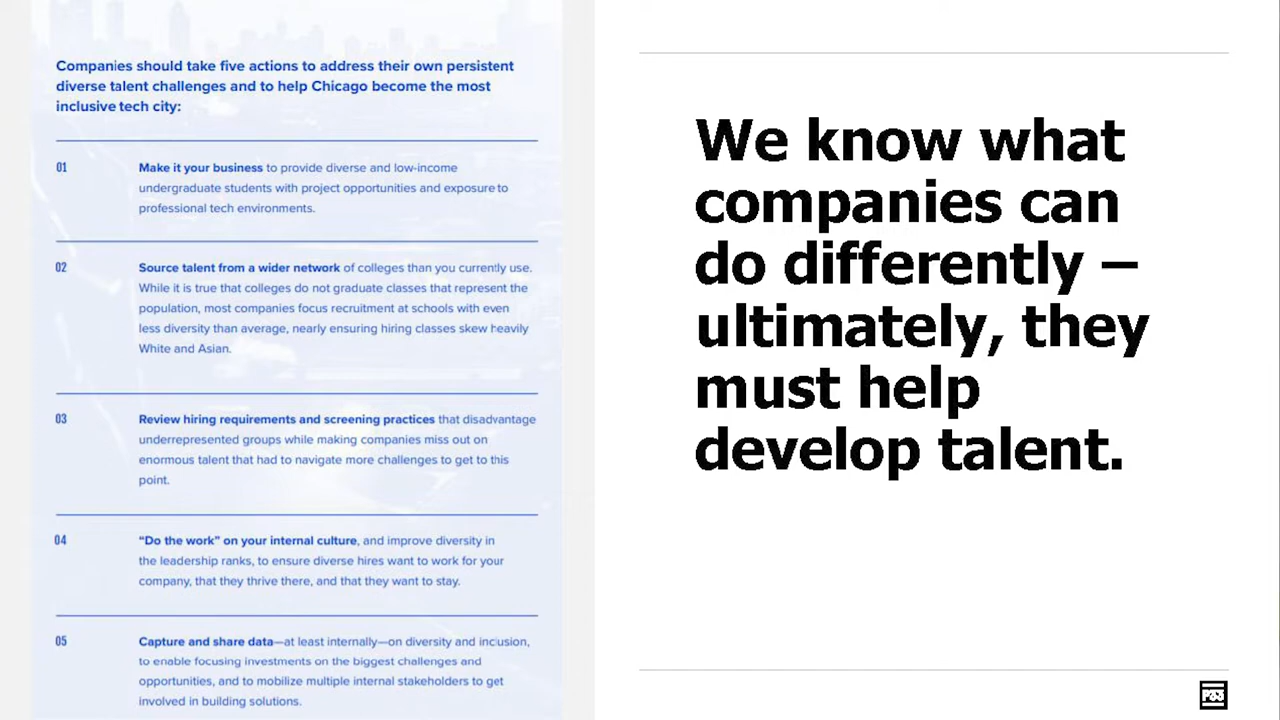 Companies should take five actions to address their own persistent
diverse talent challenges and to help Chicago become the most
inclusive tech city:
01 Make it your business to provide diverse and low-income
undergraduate students with project opportunities and exposure to
professional tech environments.
02 Source talent from a wider network of colleges than you currently use.
While it is true that colleges do not graduate classes that represent the
population, most companies focus recruitment at schools with even
less diversity than average, nearly ensuring hiring classes skew heavily
White and Asian.
03 Review hiring requirements and screening practices that disadvantage
underrepresented groups while making companies miss out on
enormous talent that had to navigate more challenges to get to this
point.
04 “Do the work” on your internal culture, and improve diversity in
the leadership ranks, to ensure diverse hires want to work for your
company, that they thrive there, and that they want to stay.
05 Capture and share data—at least internally—on diversity and inclusion,
to enable focusing investments on the biggest challenges and
opportunities, and to mobilize multiple internal stakeholders to get
involved in building solutions.
We know what
companies can
do differently –
ultimately, they
must help
develop talent.
P33